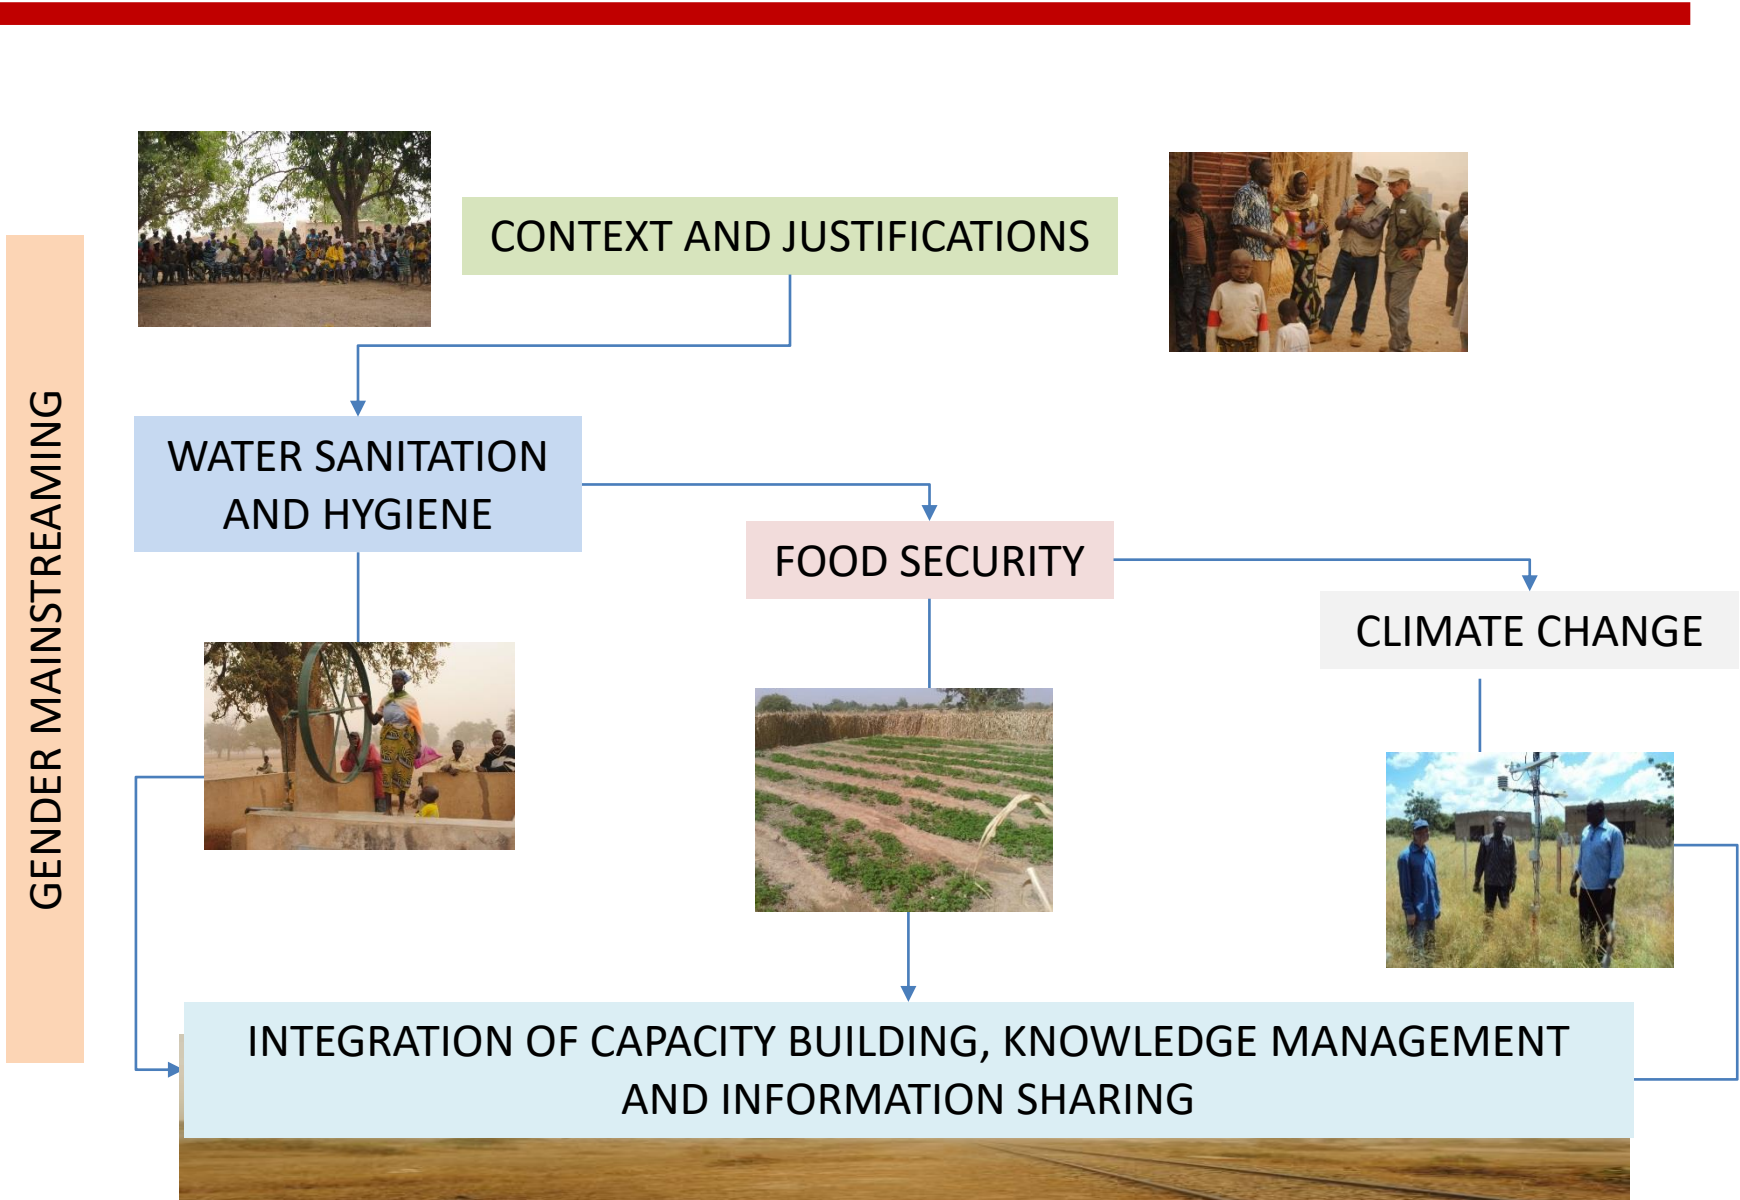 CONTEXT AND JUSTIFICATIONS
GENDER MAINSTREAMING
WATER SANITATION
AND HYGIENE
FOOD SECURITY
CLIMATE CHANGE
INTEGRATION OF CAPACITY BUILDING, KNOWLEDGE MANAGEMENT
AND INFORMATION SHARING